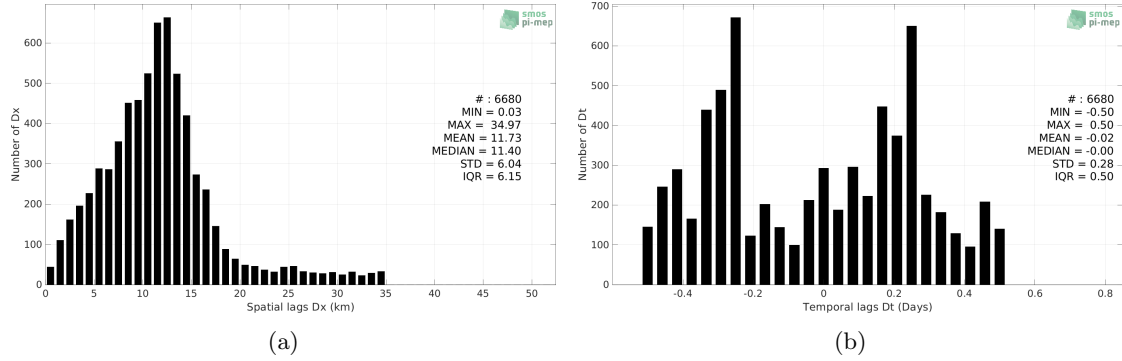 smos
pi-mep
600
500
400
300
200
100
0
Number of Dx
# : 6680
MIN = 0.03
MAX = 34.97
MEAN = 11.73
MEDIAN = 11.40
STD = 6.04
IQR = 6.15
0 5 10 15 20 25 30 35 40 45 50
Spatial lags Dx (km)
(a)
smos
pi-mep
700
600
500
400
300
200
100
0
Number of Dt
# : 6680
MIN = -0.50
MAX = 0.50
MEAN = -0.02
MEDIAN = -0.00
STD = 0.28
IQR = 0.50
-0.4 -0.2 0 0.2 0.4 0.6 0.8
Temporal lags Dt (Days)
(b)